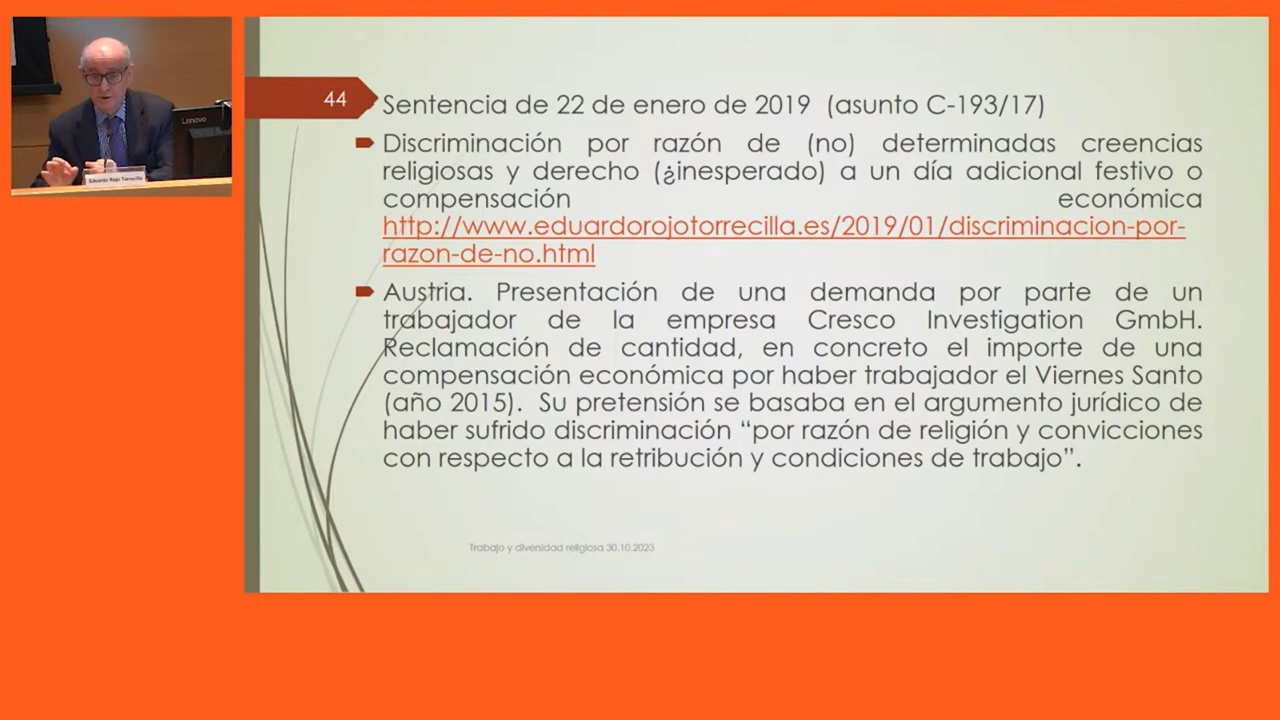 Lenovo
Eduardo Rojo Torrecilla
44
Sentencia de 22 de enero de 2019 (asunto C-193/17)
Discriminación por razón de (no) determinadas creencias
religiosas y derecho (¿inesperado) a un día adicional festivo o
compensación económica
http://www.eduardorojotorrecilla.es/2019/01/discriminacion-por-
razon-de-no.html
Austria. Presentación de una demanda por parte de un
trabajador de la empresa Cresco Investigation GmbH.
Reclamación de cantidad, en concreto el importe de una
compensación económica por haber trabajador el Viernes Santo
(año 2015). Su pretensión se basaba en el argumento jurídico de
haber sufrido discriminación “por razón de religión y convicciones
con respecto a la retribución y condiciones de trabajo”.
Trabajo y diversidad religiosa 30.10.2023